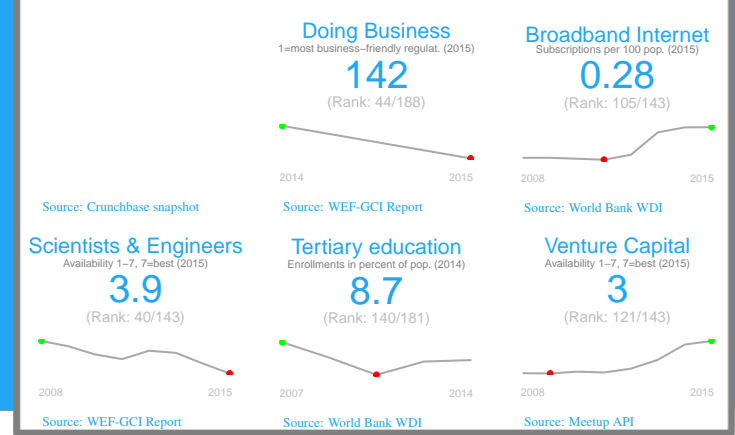 Doing Business
1=most business−friendly regulat. (2015)
142
(Rank: 44/188)
2014 2015
Broadband Internet
Subscriptions per 100 pop. (2015)
0.28
(Rank: 105/143)
2008 2015
Source: Crunchbase snapshot
Source: WEF-GCI Report
Source: World Bank WDI
Scientists & Engineers
Availability 1−7, 7=best (2015)
3.9
(Rank: 40/143)
2008 2015
Source: WEF-GCI Report
Tertiary education
Enrollments in percent of pop. (2014)
8.7
(Rank: 140/181)
2007 2014
Source: World Bank WDI
Venture Capital
Availability 1−7, 7=best (2015)
3
(Rank: 121/143)
2008 2015
Source: Meetup API